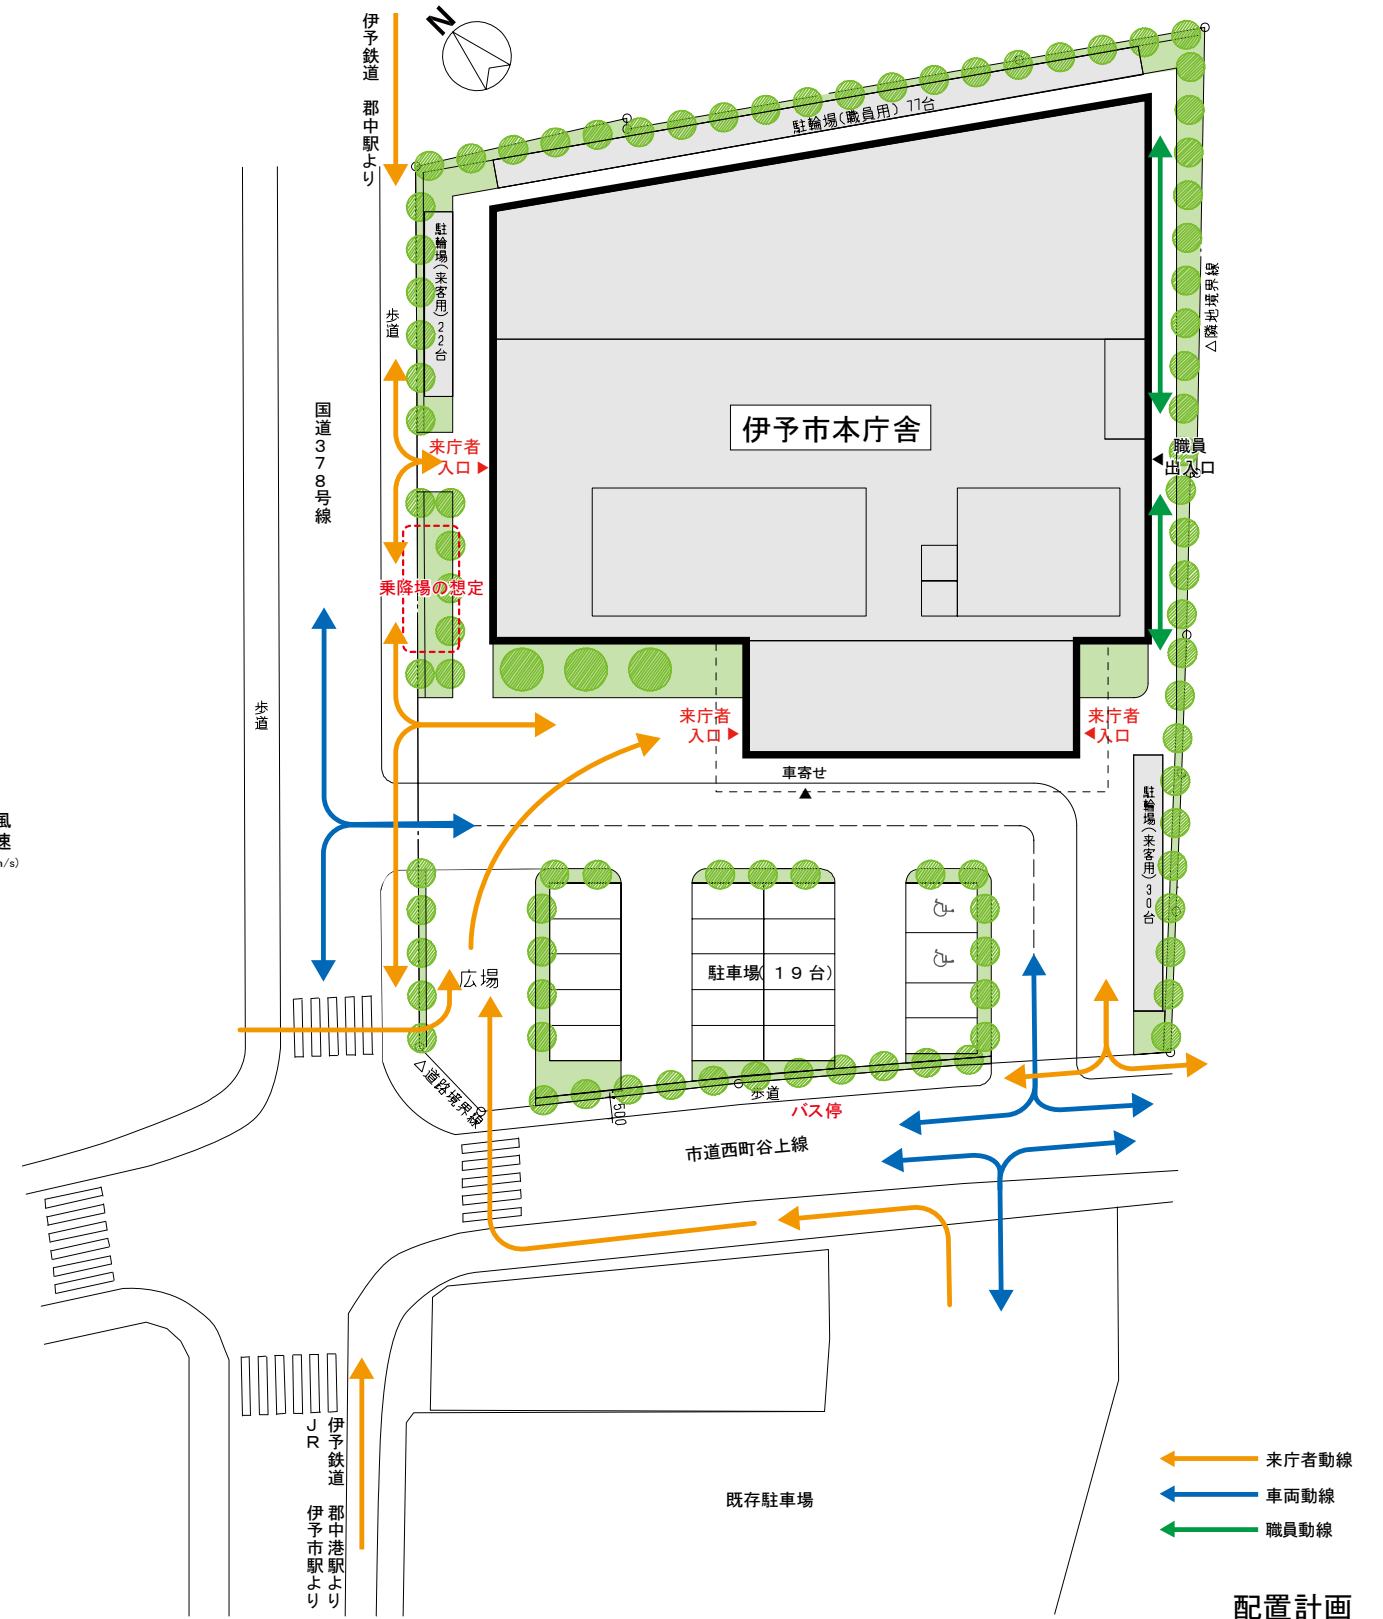 伊予鉄道 郡中駅より
N
駐輪場(職員用) 77台
駐輪場(来客用)22台
歩道
△隣地境界線
国道378号線
伊予市本庁舎
来庁者
入口
職員
出入口
乗降場の想定
歩道
来庁者
入口
来庁者
入口
車寄せ
風
速
/s)
駐輪場(来客用)30台
広場
駐車場(19台)
△道路境界線
歩道
バス停
市道西町谷上線
伊予鉄道 郡中港駅より
JR 伊予市駅より
既存駐車場
来庁者動線
車両動線
職員動線
配置計画